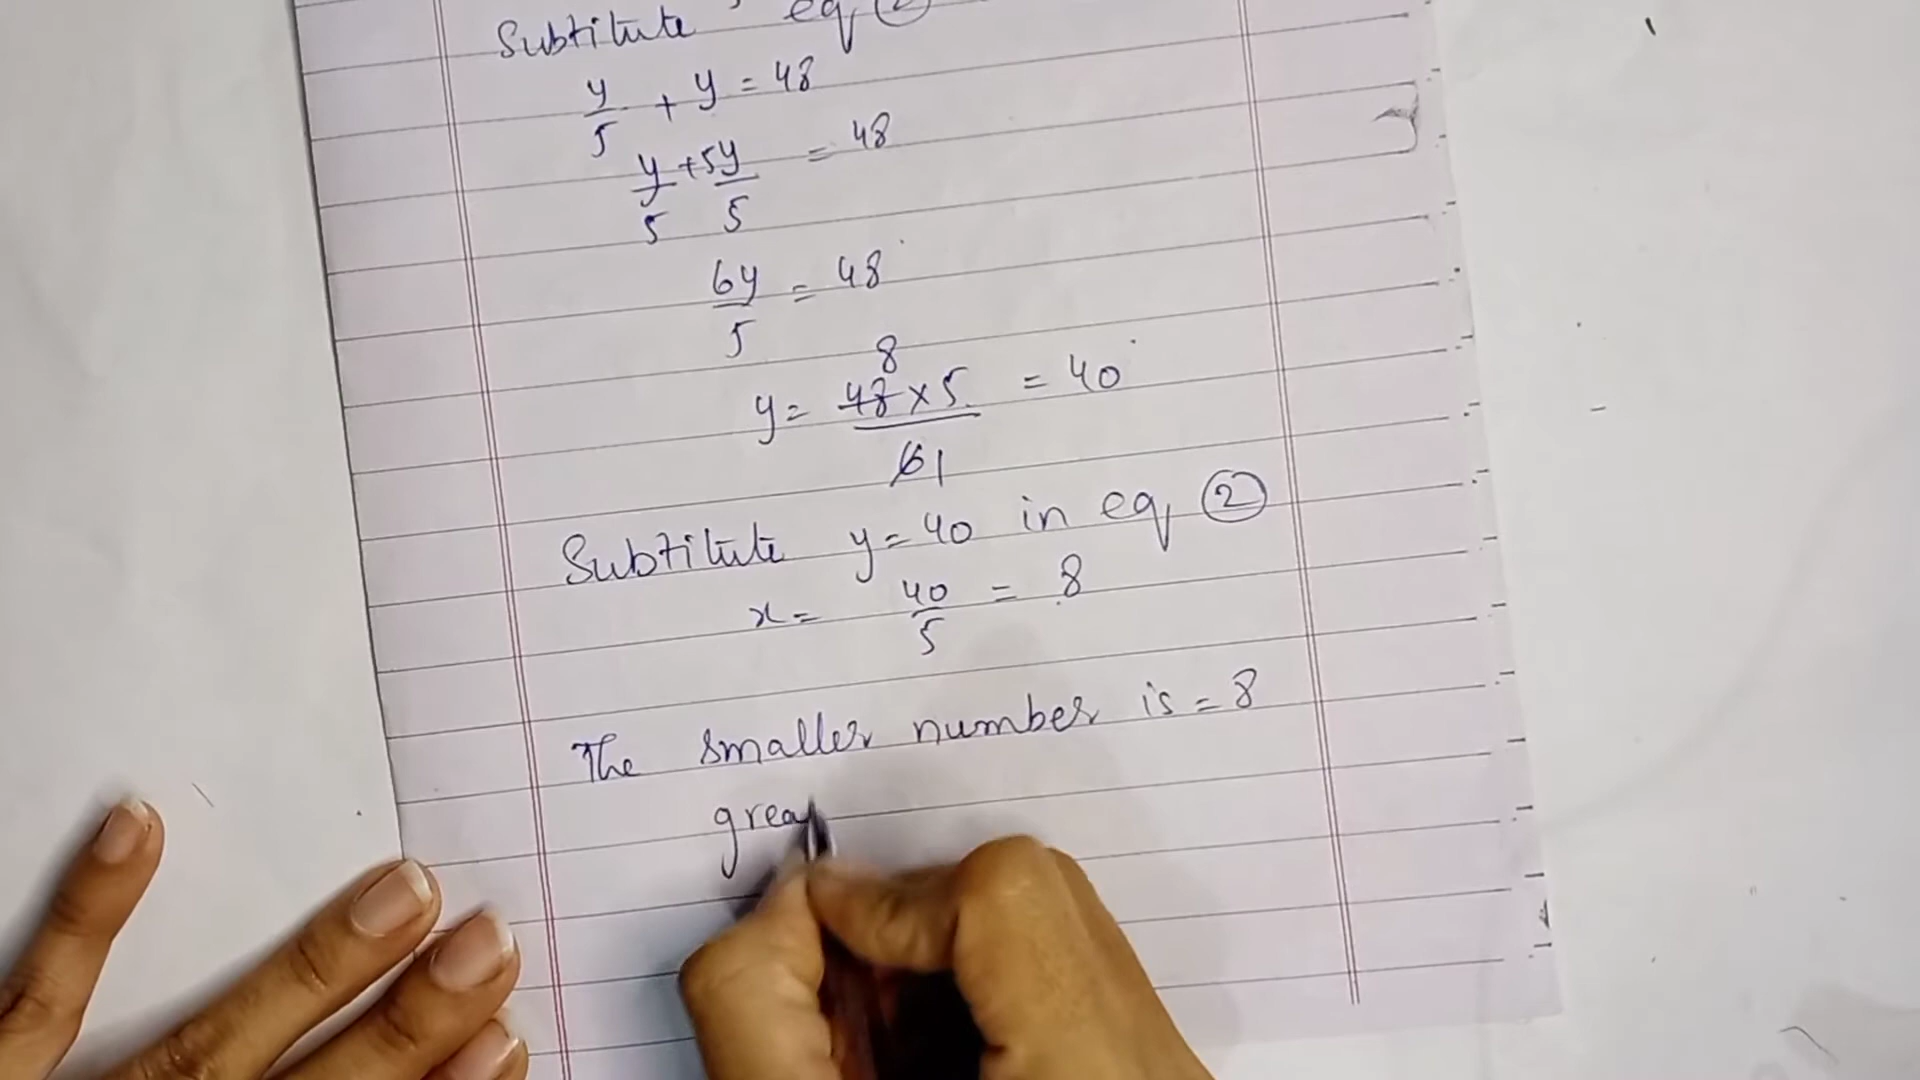 Subtitute eq 2
y/5 + y = 48
y/5 + 5y/5 = 48
6y/5 = 48
8
y = 48 x 5 / 6 1 = 40
Subtitute y = 40 in eq 2
x = 40/5 = 8
The smaller number is = 8
grea